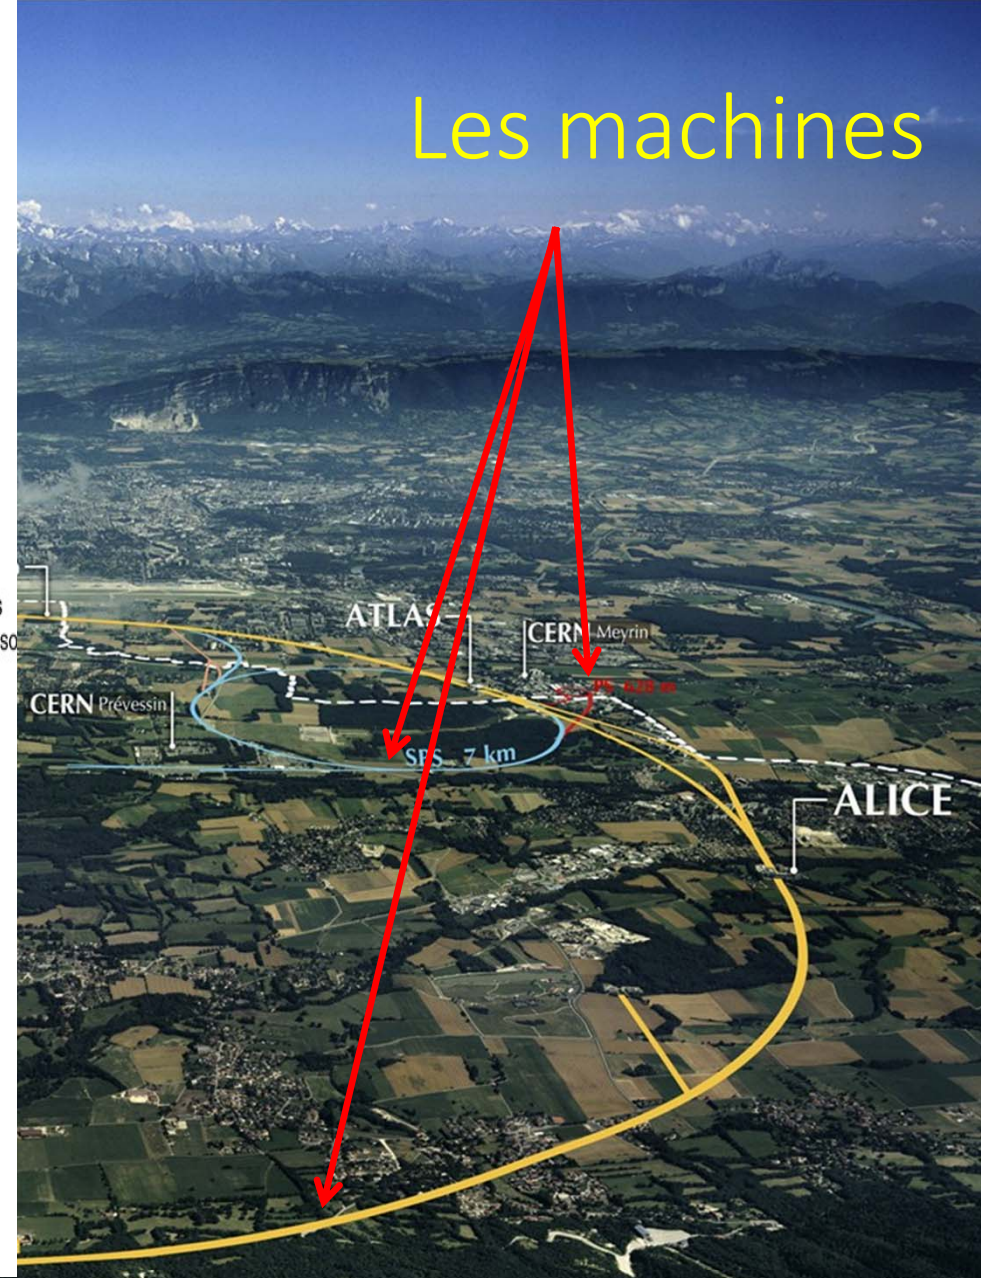 Les machines
ATLAS
CERN Meyrin
CERN Prévessin
SPS 7 km
ALICE